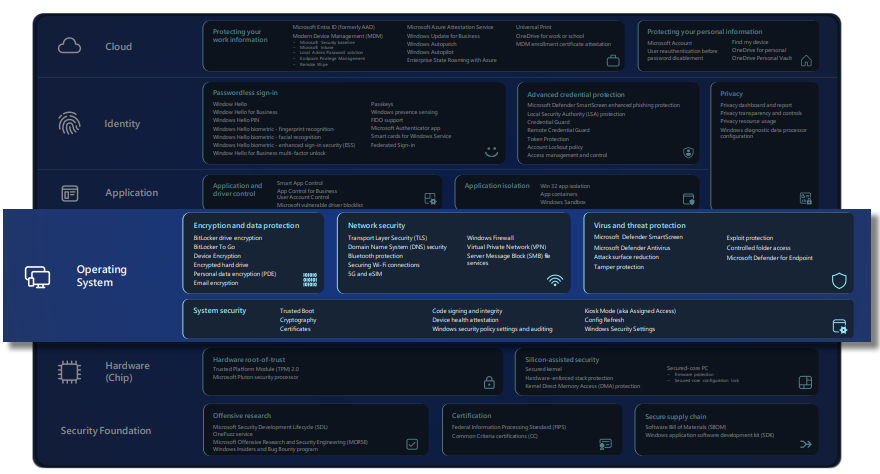 Cloud
Protecting your
work information
Microsoft Entra ID (formerly AAD)
Modern Device Management (MDM)
– Microsoft Security baseline
– Microsoft Intune
– Local Admin Password solution
– Endpoint Privilege Management
– Remote Wipe
Microsoft Azure Attestation Service
Windows Update for Business
Windows Autopatch
Windows Autopilot
Enterprise State Roaming with Azure
Universal Print
OneDrive for work or school
MDM enrollment certificate attestation
Protecting your personal information
Microsoft Account
User reauthentication before
password disablement
Find my device
OneDrive for personal
OneDrive Personal Vault
Identity
Passwordless sign-in
Window Hello
Window Hello for Business
Windows Hello PIN
Windows Hello biometric - fingerprint recognition
Windows Hello biometric - facial recognition
Windows Hello biometric - enhanced sign-in security (ESS)
Window Hello for Business multi-factor unlock
Passkeys
Windows presence sensing
FIDO support
Microsoft Authenticator app
Smart cards for Windows Service
Federated Sign-in
Advanced credential protection
Microsoft Defender SmartScreen enhanced phishing protection
Local Security Authority (LSA) protection
Credential Guard
Remote Credential Guard
Token Protection
Account Lockout policy
Access management and control
Privacy
Privacy dashboard and report
Privacy transparency and controls
Privacy resource usage
Windows diagnostic data processor
configuration
Application
Application and
driver control
Smart App Control
App Control for Business
User Account Control
Microsoft vulnerable driver blocklist
Application isolation
Win 32 app isolation
App containers
Windows Sandbox
Operating
System
Encryption and data protection
BitLocker drive encryption
BitLocker To Go
Device Encryption
Encrypted hard drive
Personal data encryption (PDE)
Email encryption
Network security
Transport Layer Security (TLS)
Domain Name System (DNS) security
Bluetooth protection
Securing Wi-Fi connections
5G and eSIM
Windows Firewall
Virtual Private Network (VPN)
Server Message Block (SMB) file
services
Virus and threat protection
Microsoft Defender SmartScreen
Microsoft Defender Antivirus
Attack surface reduction
Tamper protection
Exploit protection
Controlled folder access
Microsoft Defender for Endpoint
System security
Trusted Boot
Cryptography
Certificates
Code signing and integrity
Device health attestation
Windows security policy settings and auditing
Kiosk Mode (aka Assigned Access)
Config Refresh
Windows Security Settings
Hardware
(Chip)
Hardware root-of-trust
Trusted Platform Module (TPM) 2.0
Microsoft Pluton security processor
Silicon-assisted security
Secured kernel
Hardware-enforced stack protection
Kernel Direct Memory Access (DMA) protection
Secured-core PC
– Firmware protection
– Secured-core configuration lock
Security Foundation
Offensive research
Microsoft Security Development Lifecycle (SDL)
OneFuzz service
Microsoft Offensive Research and Security Engineering (MORSE)
Windows Insiders and Bug Bounty program
Certification
Federal Information Processing Standard (FIPS)
Common Criteria certifications (CC)
Secure supply chain
Software Bill of Materials (SBOM)
Windows application software development kit (SDK)